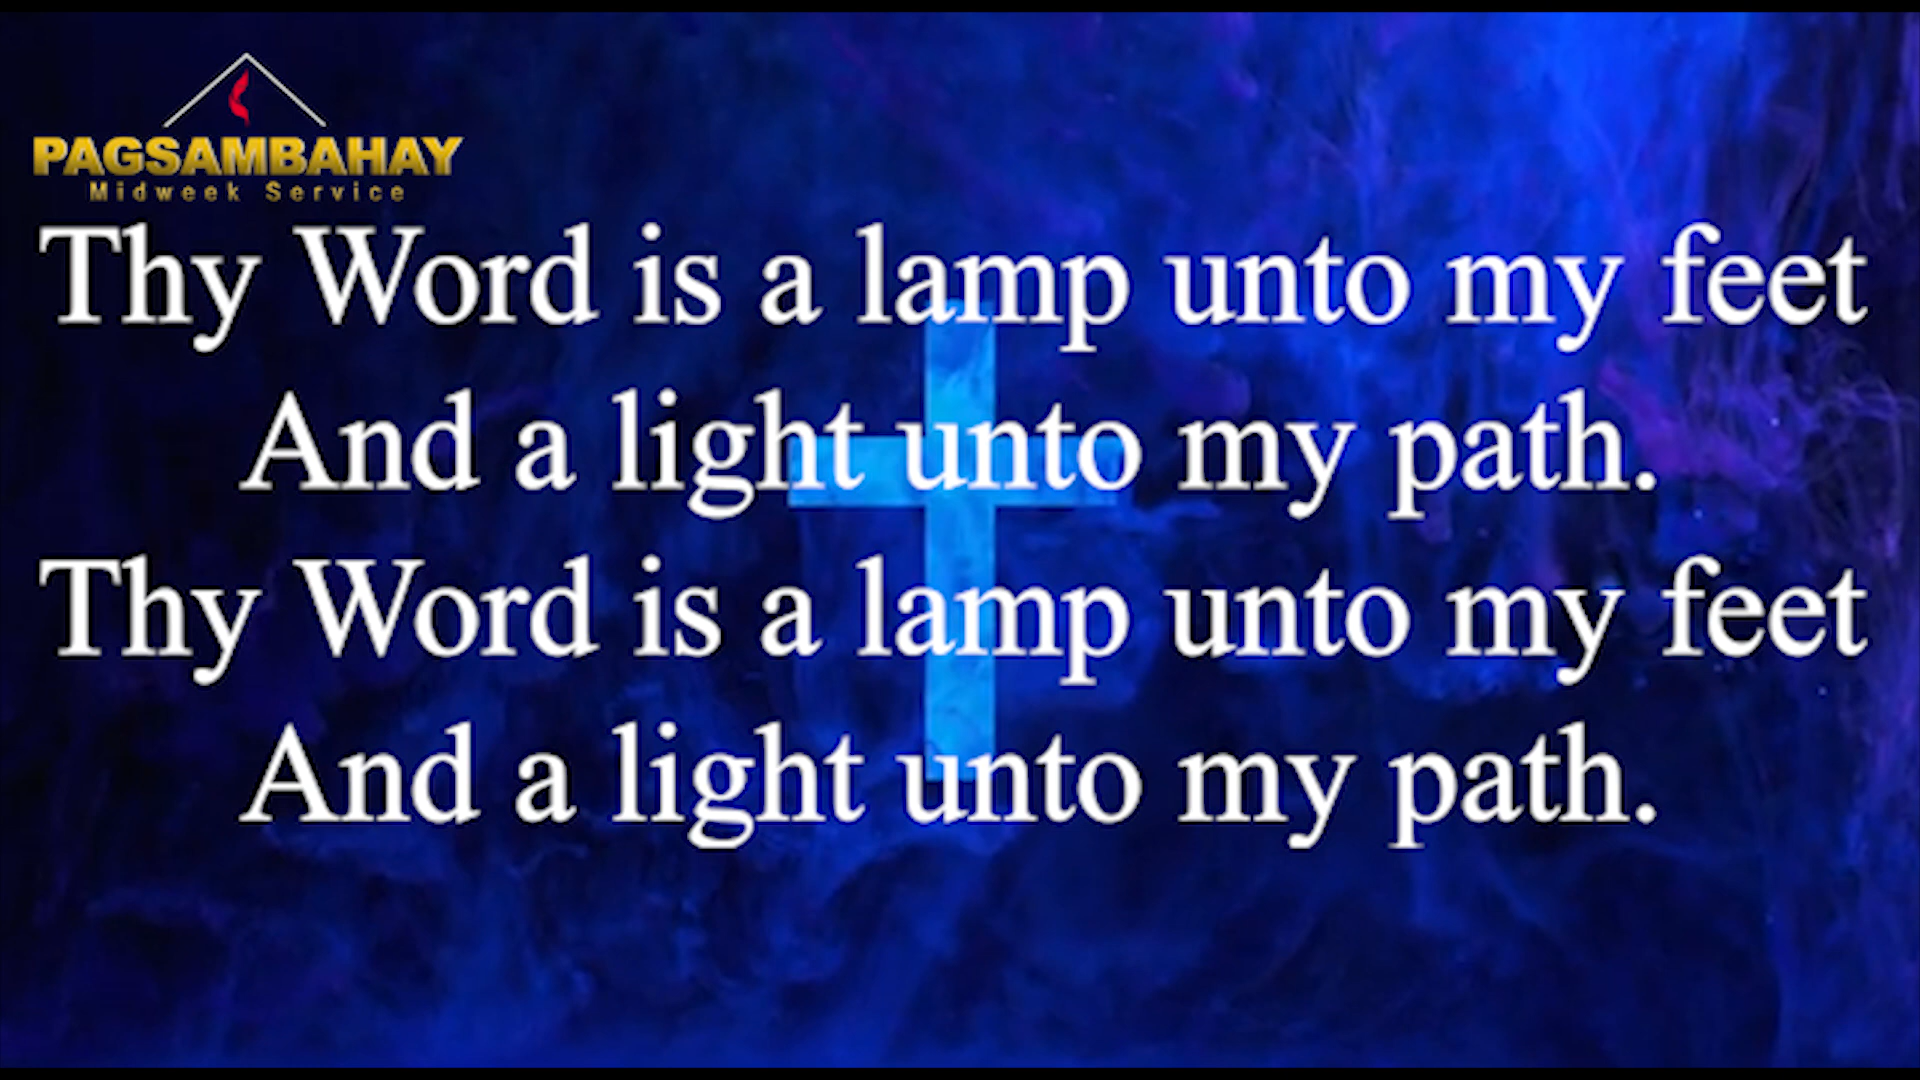 PAGSAMBAHAY
Midweek Service
Thy Word is a lamp unto my feet
And a light unto my path.
Thy Word is a lamp unto my feet
And a light unto my path.